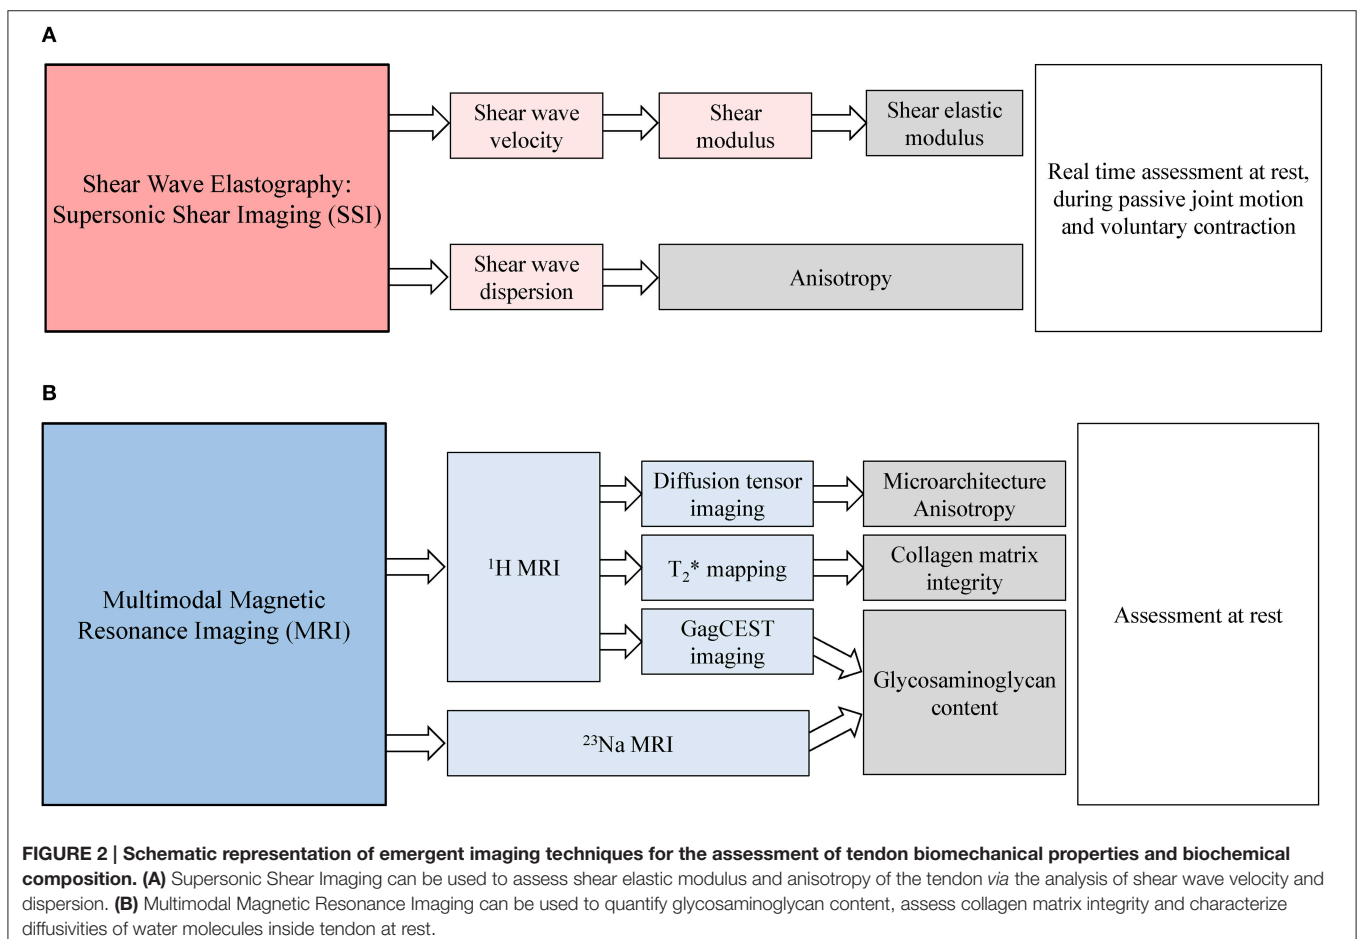 A
Shear Wave Elastography:
Supersonic Shear Imaging (SSI)
Shear wave
velocity
Shear
modulus
Shear elastic
modulus
Shear wave
dispersion
Anisotropy
Real time assessment at rest,
during passive joint motion
and voluntary contraction
B
Multimodal Magnetic
Resonance Imaging (MRI)
¹H MRI
Diffusion tensor
imaging
Microarchitecture
Anisotropy
T₂* mapping
Collagen matrix
integrity
GagCEST
imaging
Glycosaminoglycan
content
²³Na MRI
Assessment at rest
FIGURE 2 | Schematic representation of emergent imaging techniques for the assessment of tendon biomechanical properties and biochemical
composition. (A) Supersonic Shear Imaging can be used to assess shear elastic modulus and anisotropy of the tendon via the analysis of shear wave velocity and
dispersion. (B) Multimodal Magnetic Resonance Imaging can be used to quantify glycosaminoglycan content, assess collagen matrix integrity and characterize
diffusivities of water molecules inside tendon at rest.